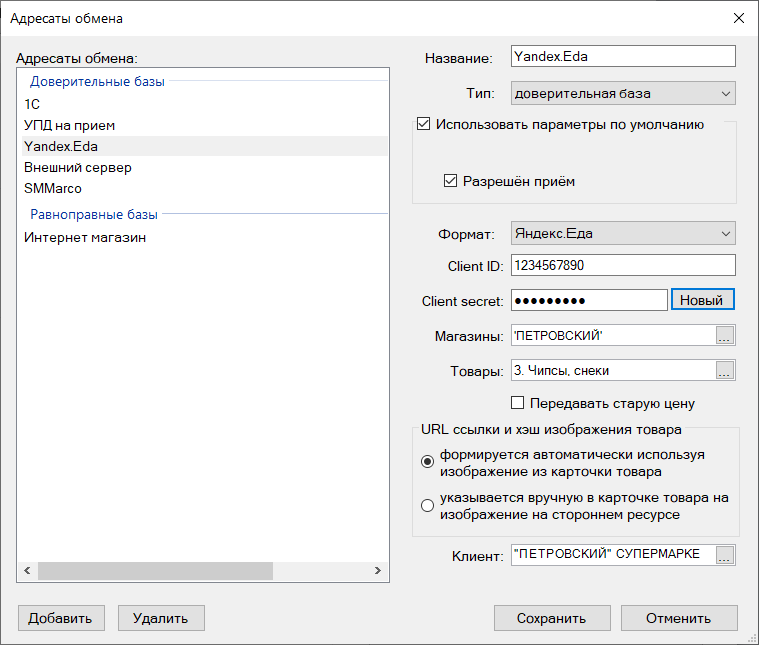 Адресаты обмена
Адресаты обмена:
Доверительные базы
1С
УПД на прием
Yandex.Eda
Внешний сервер
SMMarco
Равноправные базы
Интернет магазин
Название: Yandex.Eda
Тип: доверительная база
Использовать параметры по умолчанию
Разрешён приём
Формат: Яндекс.Еда
Client ID: 1234567890
Client secret: ●●●●●●●●● Новый
Магазины: 'ПЕТРОВСКИЙ' ...
Товары: 3. Чипсы, снеки ...
Передавать старую цену
URL ссылки и хэш изображения товара
формируется автоматически используя
изображение из карточки товара
указывается вручную в карточке товара на
изображение на стороннем ресурсе
Клиент: "ПЕТРОВСКИЙ" СУПЕРМАРКЕ ...
Добавить Удалить Сохранить Отменить